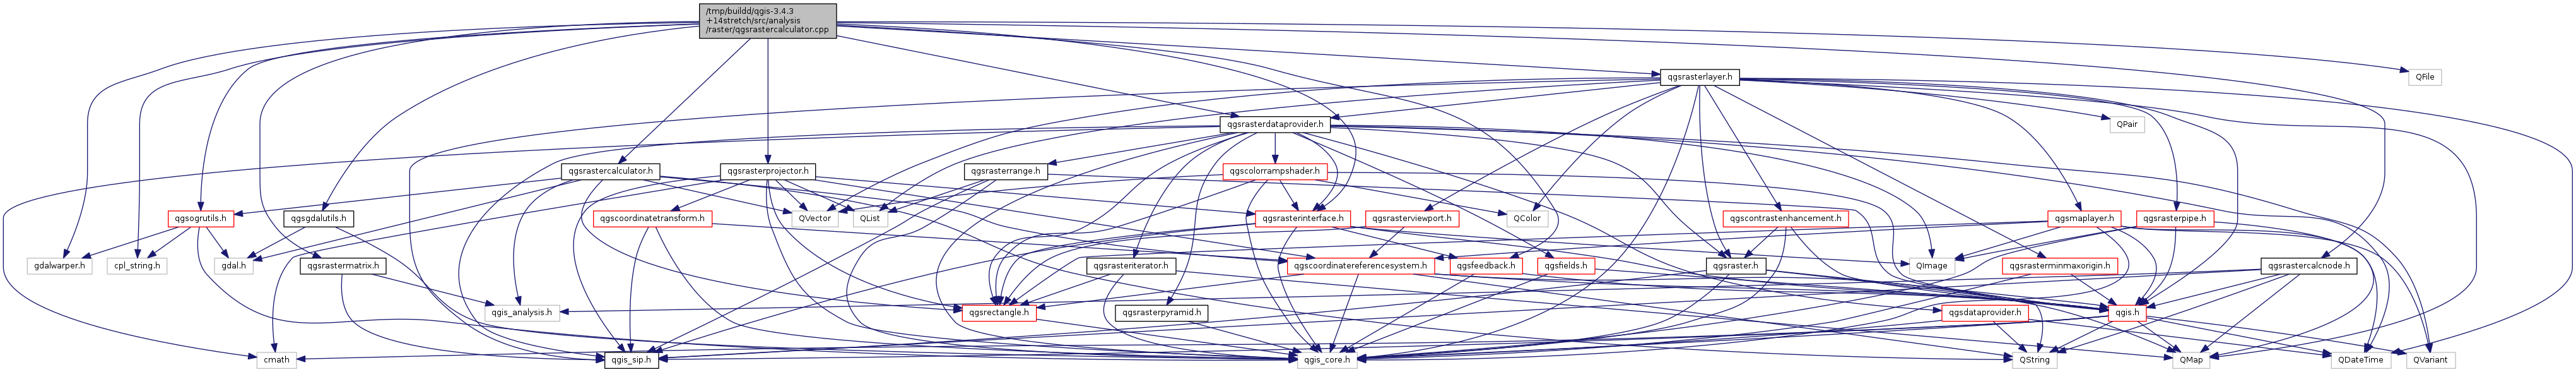 /tmp/buildd/qgis-3.4.3
+14stretch/src/analysis
/raster/qgsrastercalculator.cpp
qgsrasterlayer.h
QFile
qgsrasterdataprovider.h
QPair
qgsrastercalculator.h
qgsrasterprojector.h
qgsrasterrange.h
qgscolorrampshader.h
qgsogrutils.h
qgsgdalutils.h
qgscoordinatetransform.h
QVector
QList
qgsrasterinterface.h
qgsrasterviewport.h
QColor
qgscontrastenhancement.h
qgsmaplayer.h
qgsrasterpipe.h
gdalwarper.h
cpl_string.h
gdal.h
qgsrastermatrix.h
qgsrasteriterator.h
qgscoordinatereferencesystem.h
qgsfeedback.h
qgsfields.h
qgsraster.h
QImage
qgsrasterminmaxorigin.h
qgsrastercalcnode.h
qgis_analysis.h
qgsrectangle.h
qgsrasterpyramid.h
qgsdataprovider.h
qgis.h
cmath
qgis_sip.h
qgis_core.h
QString
QMap
QDateTime
QVariant